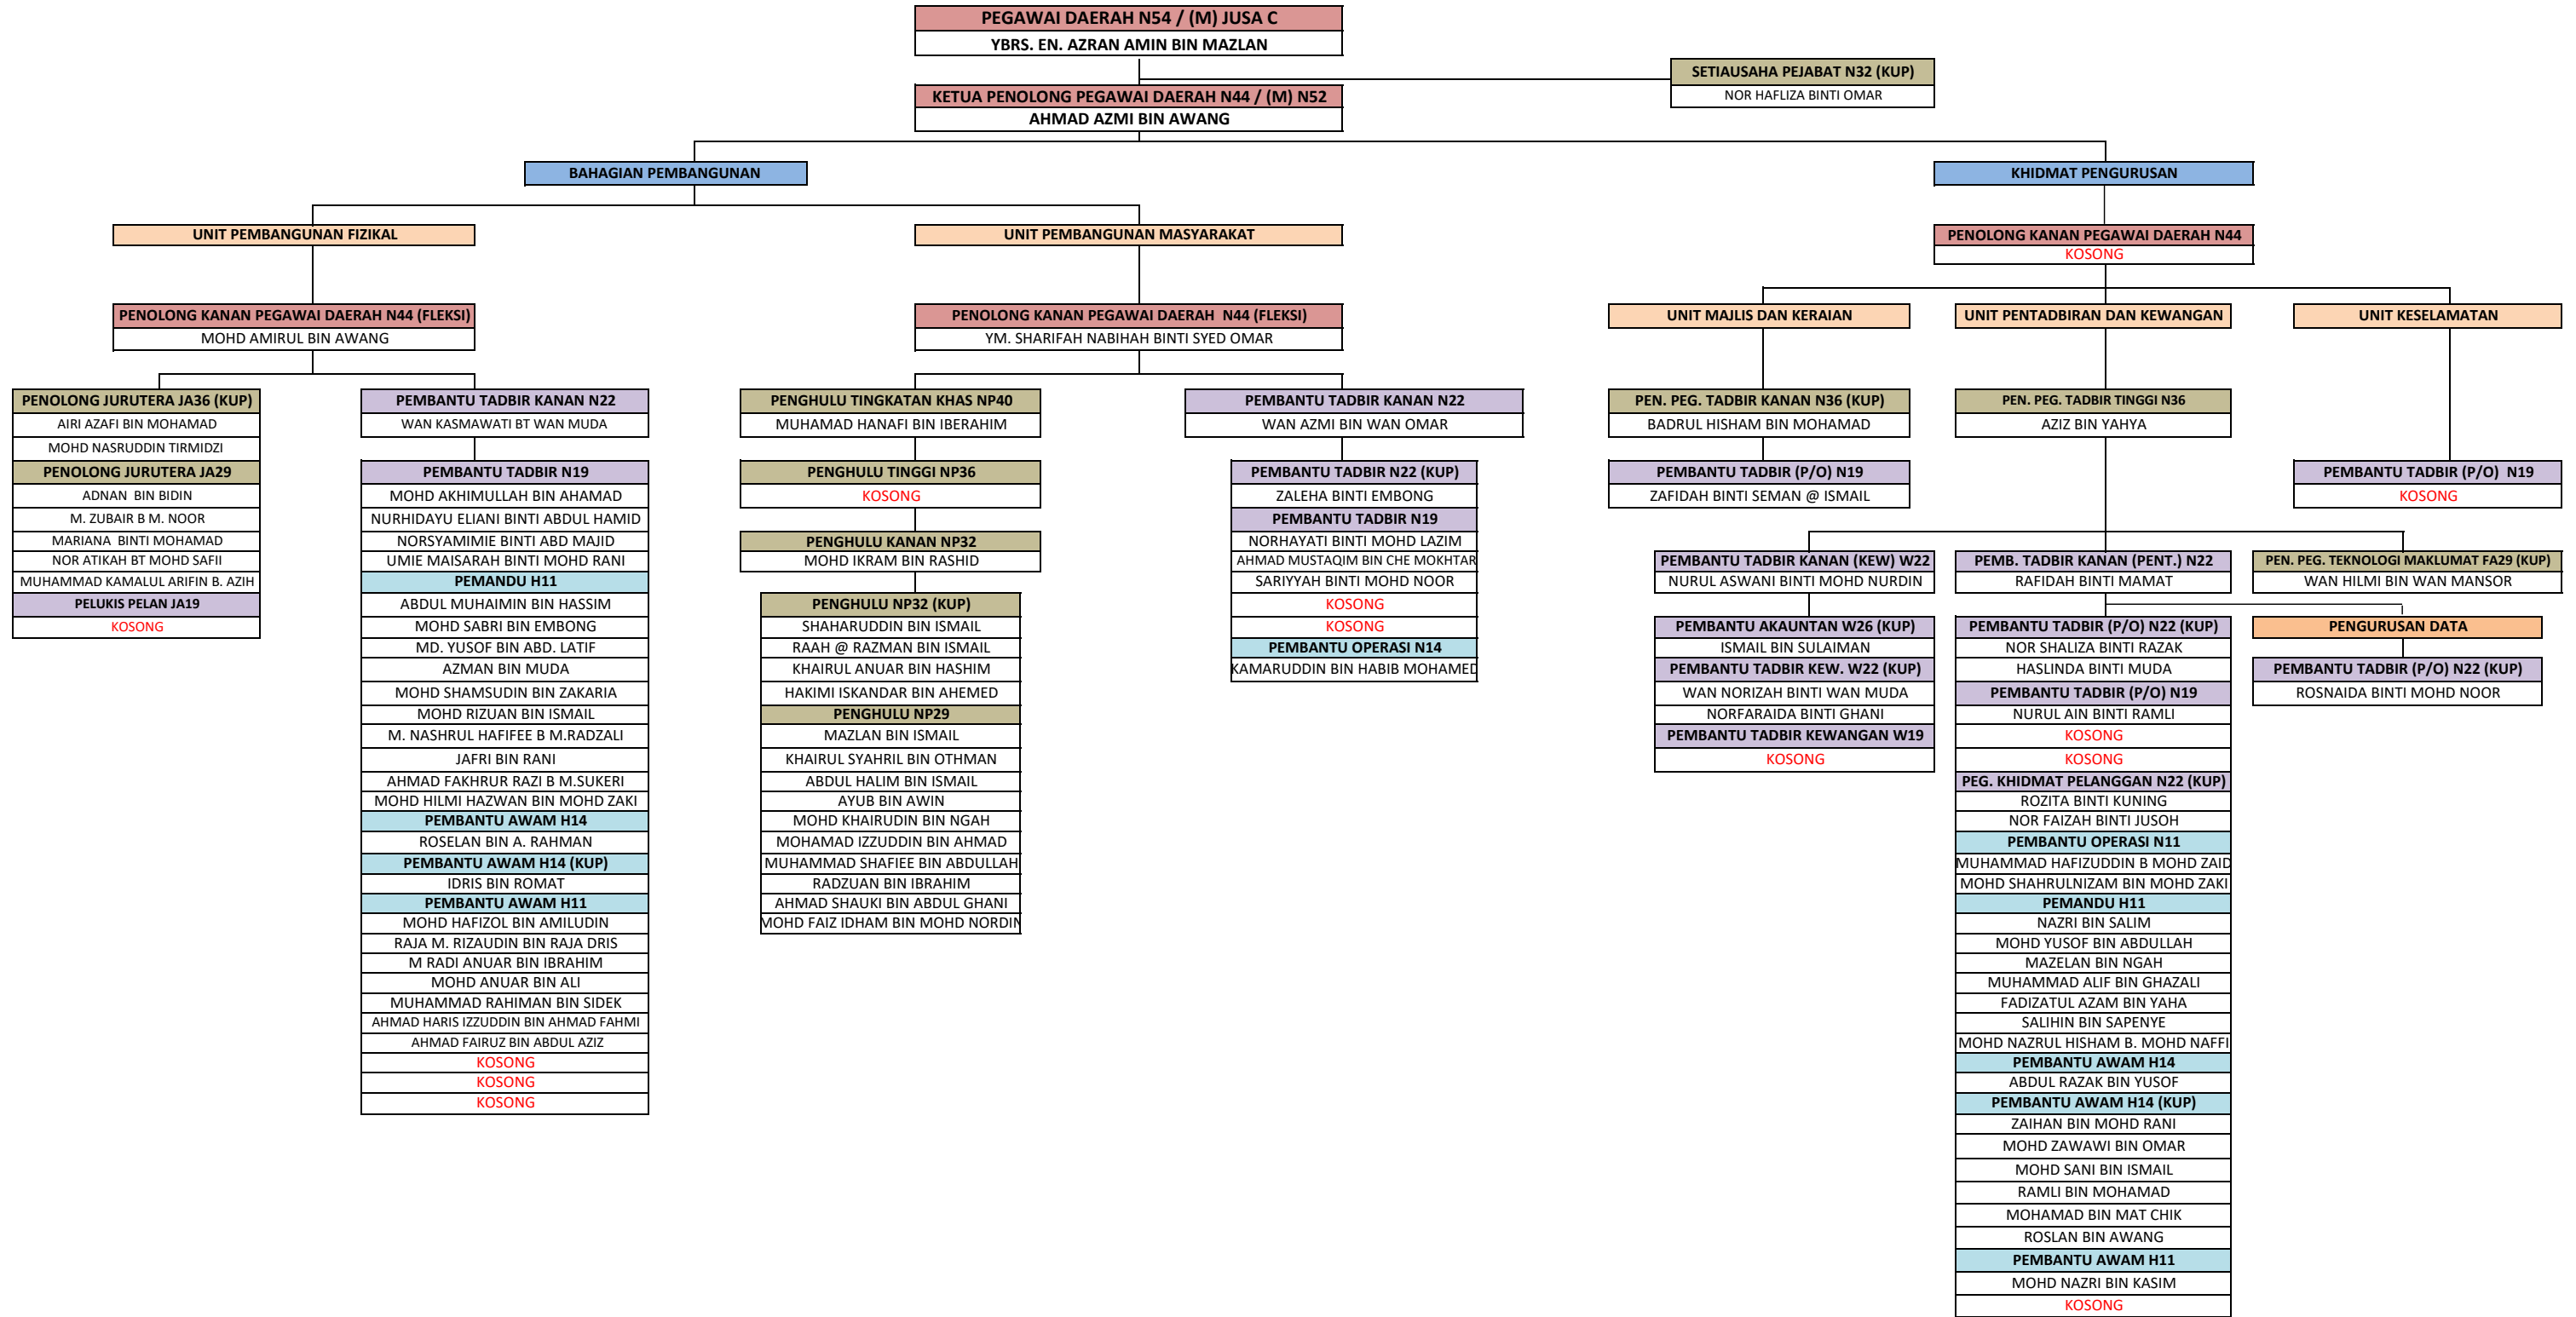 PEGAWAI DAERAH N54 / (M) JUSA C
YBRS. EN. AZRAN AMIN BIN MAZLAN
SETIAUSAHA PEJABAT N32 (KUP)
NOR HAFLIZA BINTI OMAR
KETUA PENOLONG PEGAWAI DAERAH N44 / (M) N52
AHMAD AZMI BIN AWANG
BAHAGIAN PEMBANGUNAN
KHIDMAT PENGURUSAN
UNIT PEMBANGUNAN FIZIKAL
UNIT PEMBANGUNAN MASYARAKAT
PENOLONG KANAN PEGAWAI DAERAH N44
KOSONG
PENOLONG KANAN PEGAWAI DAERAH N44 (FLEKSI)
MOHD AMIRUL BIN AWANG
PENOLONG KANAN PEGAWAI DAERAH  N44 (FLEKSI)
YM. SHARIFAH NABIHAH BINTI SYED OMAR
UNIT MAJLIS DAN KERAIAN
UNIT PENTADBIRAN DAN KEWANGAN
UNIT KESELAMATAN
PENOLONG JURUTERA JA36 (KUP)
AIRI AZAFI BIN MOHAMAD
MOHD NASRUDDIN TIRMIDZI
PENOLONG JURUTERA JA29
ADNAN  BIN BIDIN
M. ZUBAIR B M. NOOR
MARIANA  BINTI MOHAMAD
NOR ATIKAH BT MOHD SAFII
MUHAMMAD KAMALUL ARIFIN B. AZIH
PELUKIS PELAN JA19
KOSONG
PEMBANTU TADBIR KANAN N22
WAN KASMAWATI BT WAN MUDA
PEMBANTU TADBIR N19
MOHD AKHIMULLAH BIN AHAMAD
NURHIDAYU ELIANI BINTI ABDUL HAMID
NORSYAMIMIE BINTI ABD MAJID
UMIE MAISARAH BINTI MOHD RANI
PEMANDU H11
ABDUL MUHAIMIN BIN HASSIM
MOHD SABRI BIN EMBONG
MD. YUSOF BIN ABD. LATIF
AZMAN BIN MUDA
MOHD SHAMSUDIN BIN ZAKARIA
MOHD RIZUAN BIN ISMAIL
M. NASHRUL HAFIFEE B M.RADZALI
JAFRI BIN RANI
AHMAD FAKHRUR RAZI B M.SUKERI
MOHD HILMI HAZWAN BIN MOHD ZAKI
PEMBANTU AWAM H14
ROSELAN BIN A. RAHMAN
PEMBANTU AWAM H14 (KUP)
IDRIS BIN ROMAT
PEMBANTU AWAM H11
MOHD HAFIZOL BIN AMILUDIN
RAJA M. RIZAUDIN BIN RAJA DRIS
M RADI ANUAR BIN IBRAHIM
MOHD ANUAR BIN ALI
MUHAMMAD RAHIMAN BIN SIDEK
AHMAD HARIS IZZUDDIN BIN AHMAD FAHMI
AHMAD FAIRUZ BIN ABDUL AZIZ
KOSONG
KOSONG
KOSONG
PENGHULU TINGKATAN KHAS NP40
MUHAMAD HANAFI BIN IBERAHIM
PENGHULU TINGGI NP36
KOSONG
PENGHULU KANAN NP32
MOHD IKRAM BIN RASHID
PENGHULU NP32 (KUP)
SHAHARUDDIN BIN ISMAIL
RAAH @ RAZMAN BIN ISMAIL
KHAIRUL ANUAR BIN HASHIM
HAKIMI ISKANDAR BIN AHEMED
PENGHULU NP29
MAZLAN BIN ISMAIL
KHAIRUL SYAHRIL BIN OTHMAN
ABDUL HALIM BIN ISMAIL
AYUB BIN AWIN
MOHD KHAIRUDIN BIN NGAH
MOHAMAD IZZUDDIN BIN AHMAD
MUHAMMAD SHAFIEE BIN ABDULLAH
RADZUAN BIN IBRAHIM
AHMAD SHAUKI BIN ABDUL GHANI
MOHD FAIZ IDHAM BIN MOHD NORDIN
PEMBANTU TADBIR KANAN N22
WAN AZMI BIN WAN OMAR
PEMBANTU TADBIR N22 (KUP)
ZALEHA BINTI EMBONG
PEMBANTU TADBIR N19
NORHAYATI BINTI MOHD LAZIM
AHMAD MUSTAQIM BIN CHE MOKHTAR
SARIYYAH BINTI MOHD NOOR
KOSONG
KOSONG
PEMBANTU OPERASI N14
KAMARUDDIN BIN HABIB MOHAMED
PEN. PEG. TADBIR KANAN N36 (KUP)
BADRUL HISHAM BIN MOHAMAD
PEMBANTU TADBIR (P/O) N19
ZAFIDAH BINTI SEMAN @ ISMAIL
PEN. PEG. TADBIR TINGGI N36
AZIZ BIN YAHYA
PEMBANTU TADBIR (P/O)  N19
KOSONG
PEMBANTU TADBIR KANAN (KEW) W22
NURUL ASWANI BINTI MOHD NURDIN
PEMBANTU AKAUNTAN W26 (KUP)
ISMAIL BIN SULAIMAN
PEMBANTU TADBIR KEW. W22 (KUP)
WAN NORIZAH BINTI WAN MUDA
NORFARAIDA BINTI GHANI
PEMBANTU TADBIR KEWANGAN W19
KOSONG
PEMB. TADBIR KANAN (PENT.) N22
RAFIDAH BINTI MAMAT
PEMBANTU TADBIR (P/O) N22 (KUP)
NOR SHALIZA BINTI RAZAK
HASLINDA BINTI MUDA
PEMBANTU TADBIR (P/O) N19
NURUL AIN BINTI RAMLI
KOSONG
KOSONG
PEG. KHIDMAT PELANGGAN N22 (KUP)
ROZITA BINTI KUNING
NOR FAIZAH BINTI JUSOH
PEMBANTU OPERASI N11
MUHAMMAD HAFIZUDDIN B MOHD ZAID
MOHD SHAHRULNIZAM BIN MOHD ZAKI
PEMANDU H11
NAZRI BIN SALIM
MOHD YUSOF BIN ABDULLAH
MAZELAN BIN NGAH
MUHAMMAD ALIF BIN GHAZALI
FADIZATUL AZAM BIN YAHA
SALIHIN BIN SAPENYE
MOHD NAZRUL HISHAM B. MOHD NAFFI
PEMBANTU AWAM H14
ABDUL RAZAK BIN YUSOF
PEMBANTU AWAM H14 (KUP)
ZAIHAN BIN MOHD RANI
MOHD ZAWAWI BIN OMAR
MOHD SANI BIN ISMAIL
RAMLI BIN MOHAMAD
MOHAMAD BIN MAT CHIK
ROSLAN BIN AWANG
PEMBANTU AWAM H11
MOHD NAZRI BIN KASIM
KOSONG
PEN. PEG. TEKNOLOGI MAKLUMAT FA29 (KUP)
WAN HILMI BIN WAN MANSOR
PENGURUSAN DATA
PEMBANTU TADBIR (P/O) N22 (KUP)
ROSNAIDA BINTI MOHD NOOR